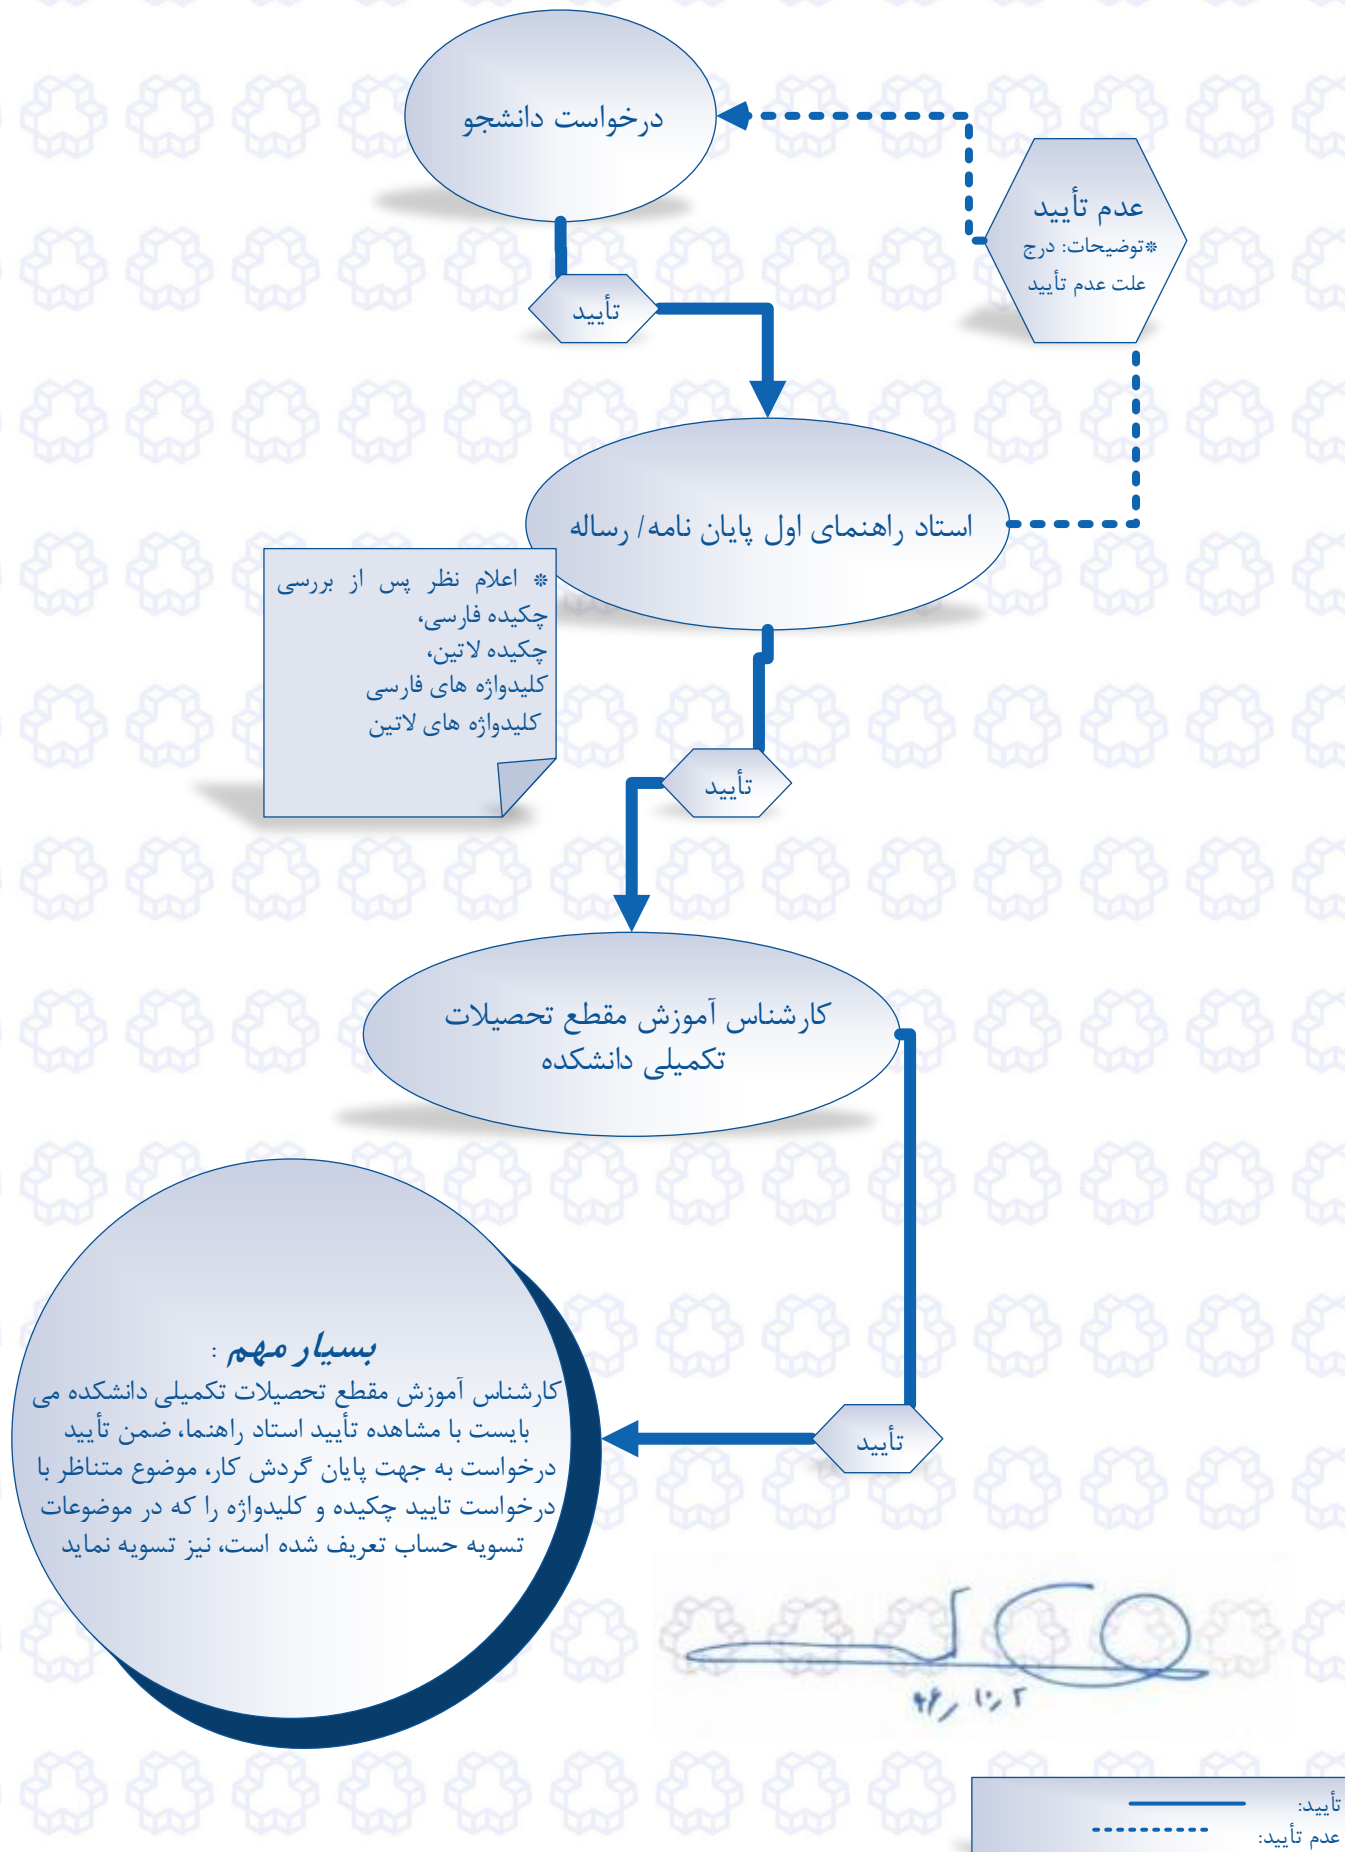 درخواست دانشجو
عدم تأیید
*توضیحات: درج
علت عدم تأیید
تأیید
استاد راهنمای اول پایان نامه/ رساله
* اعلام نظر پس از بررسی
چکیده فارسی،
چکیده لاتین،
کلیدواژه های فارسی
کلیدواژه های لاتین
تأیید
کارشناس آموزش مقطع تحصیلات
تکمیلی دانشکده
بسیار مهم :
کارشناس آموزش مقطع تحصیلات تکمیلی دانشکده می
بایست با مشاهده تأیید استاد راهنما، ضمن تأیید
درخواست به جهت پایان گردش کار، موضوع متناظر با
درخواست تایید چکیده و کلیدواژه را که در موضوعات
تسویه حساب تعریف شده است، نیز تسویه نماید
تأیید
تأیید:
عدم تأیید: